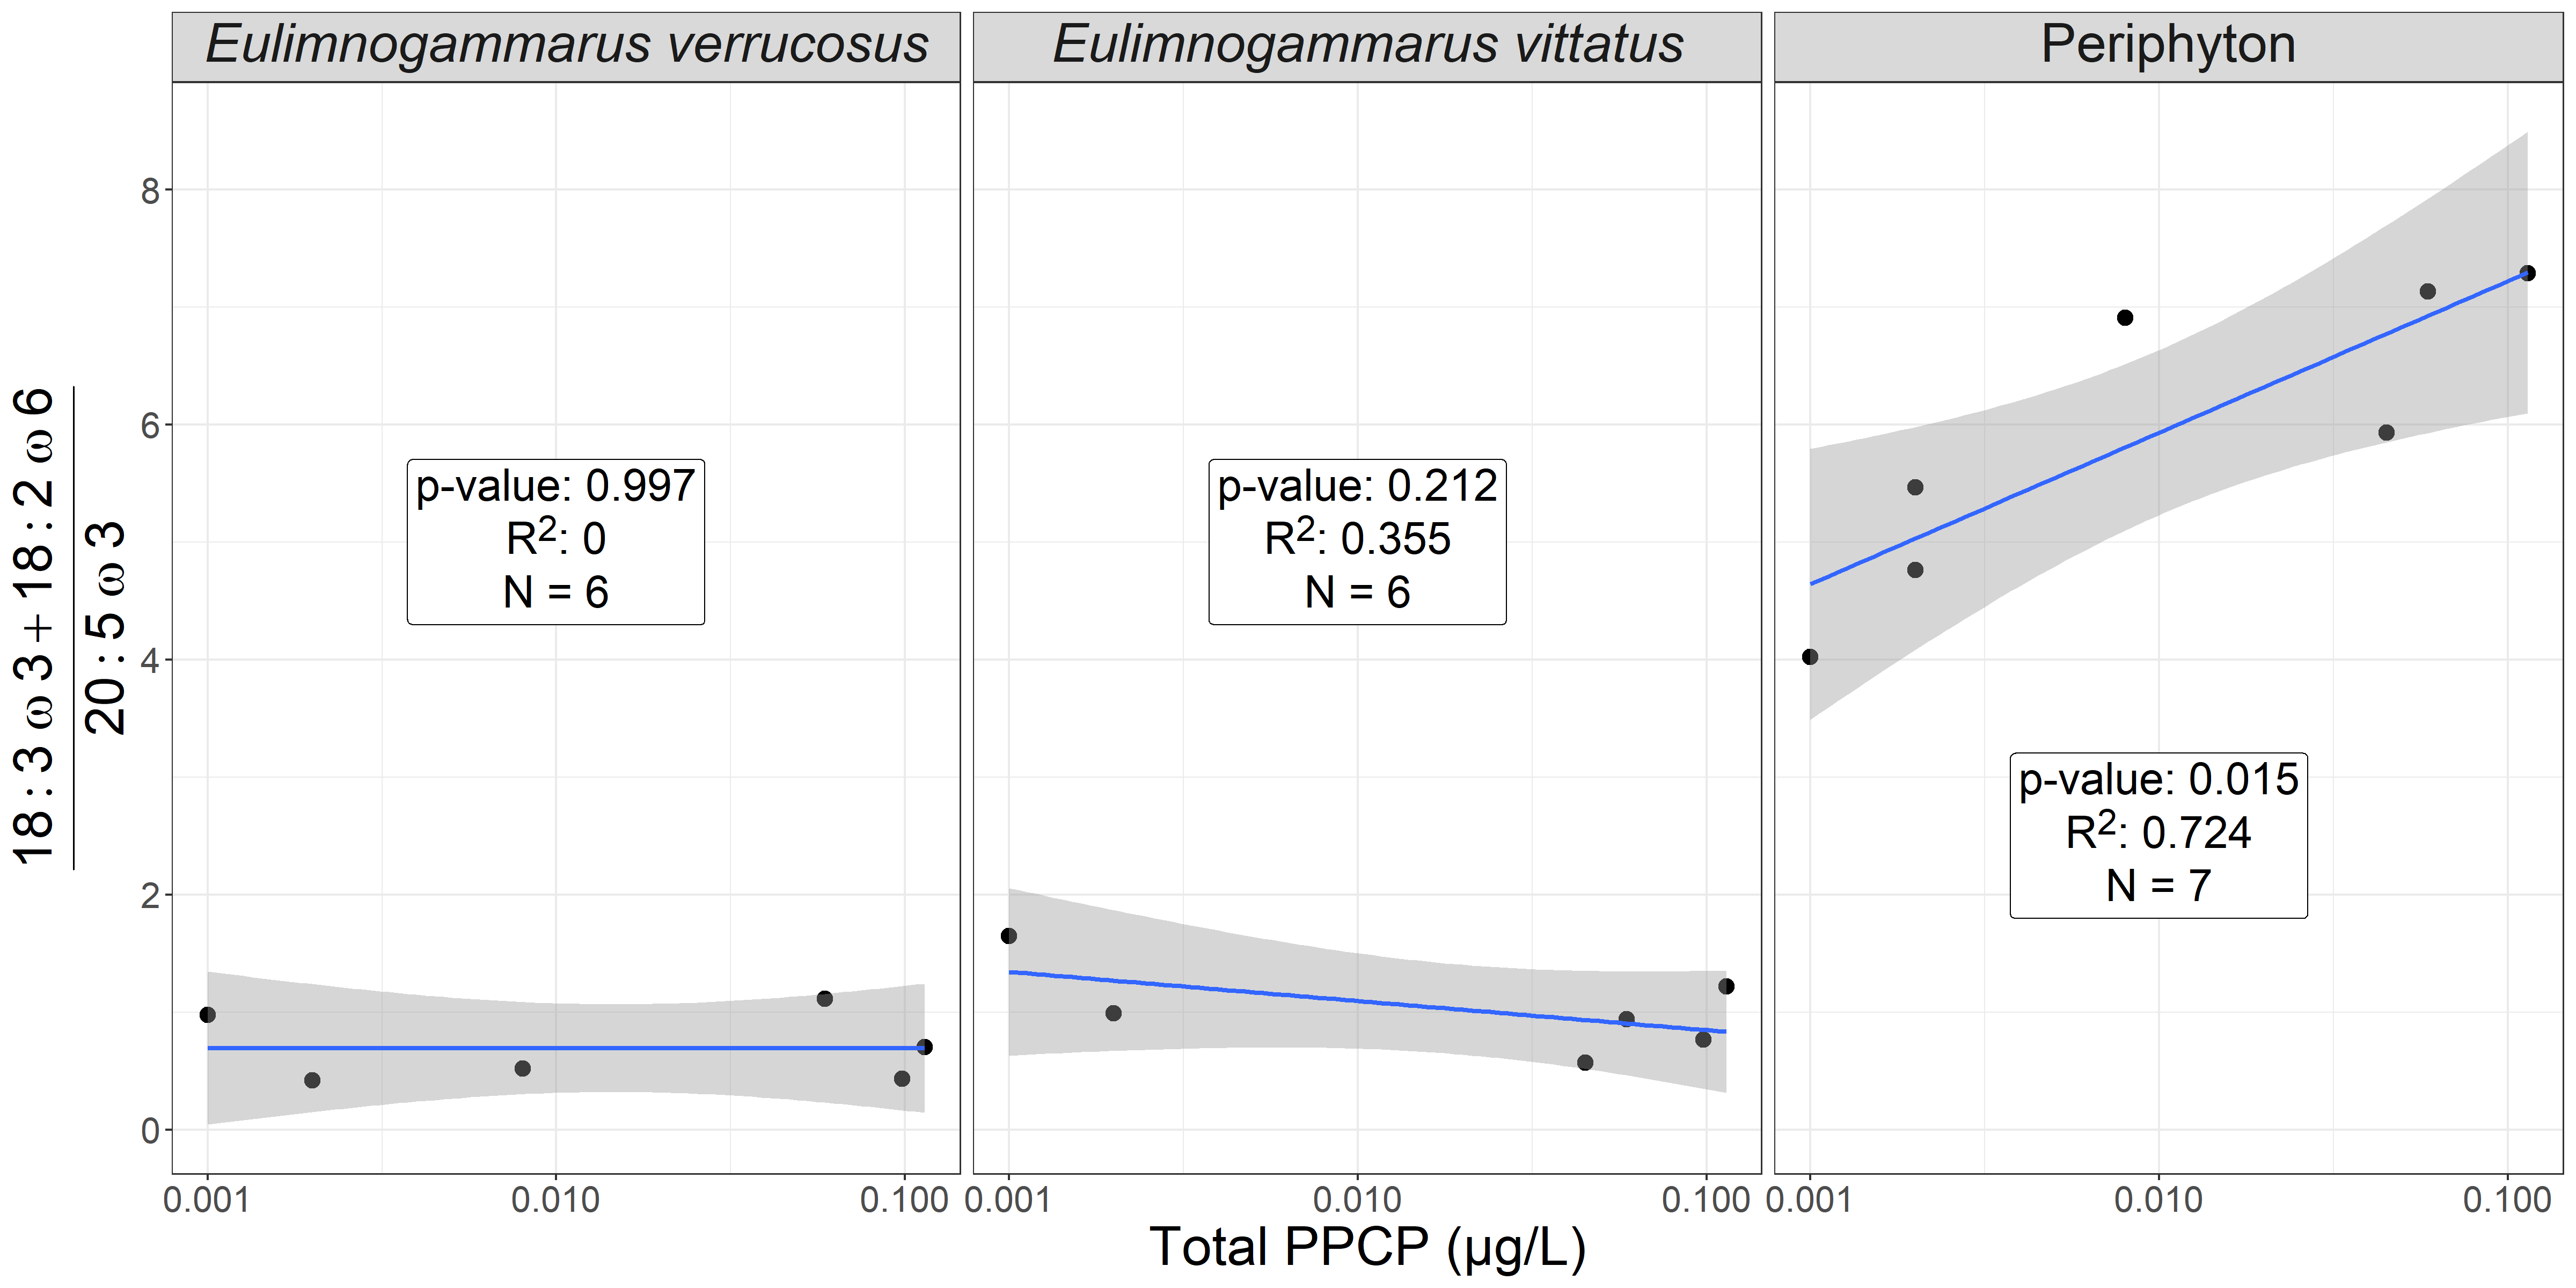 Eulimnogammarus verrucosus
Eulimnogammarus vittatus
Periphyton
18 : 3 ω 3 + 18 : 2 ω 6
20 : 5 ω 3
8
6
4
2
0
p-value: 0.997
R²: 0
N = 6
p-value: 0.212
R²: 0.355
N = 6
p-value: 0.015
R²: 0.724
N = 7
0.001 0.010 0.100
0.001 0.010 0.100
0.001 0.010 0.100
Total PPCP (µg/L)